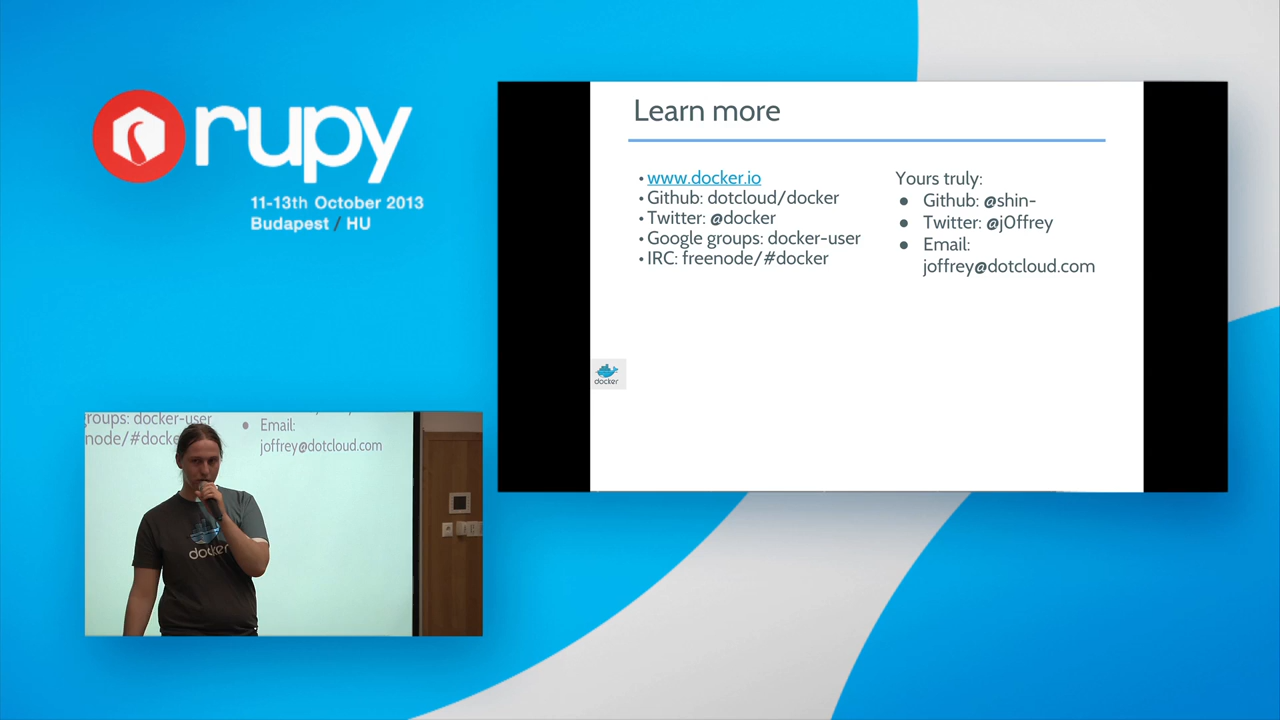 rupy
11-13th October 2013
Budapest / HU
Learn more
• www.docker.io
• Github: dotcloud/docker
• Twitter: @docker
• Google groups: docker-user
• IRC: freenode/#docker
Yours truly:
● Github: @shin-
● Twitter: @j0ffrey
● Email:
joffrey@dotcloud.com
docker
roups: docker-user
node/#docke
● Email:
joffrey@dotcloud.com
docker